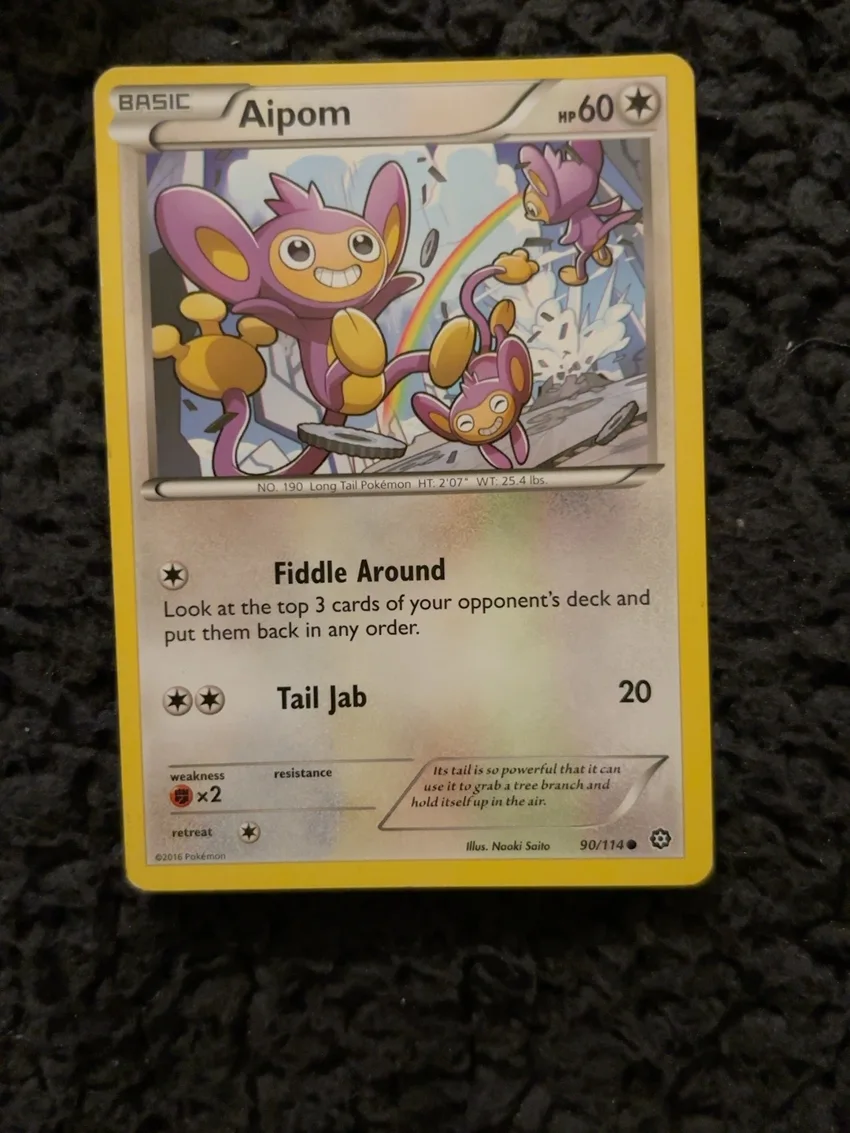 BASIC Aipom HP60
NO. 190 Long Tail Pokémon HT: 2'07" WT: 25.4 lbs.
Fiddle Around
Look at the top 3 cards of your opponent's deck and
put them back in any order.
Tail Jab 20
weakness resistance
×2
retreat
Its tail is so powerful that it can
use it to grab a tree branch and
hold itself up in the air.
Illus. Naoki Saito 90/114
©2016 Pokémon